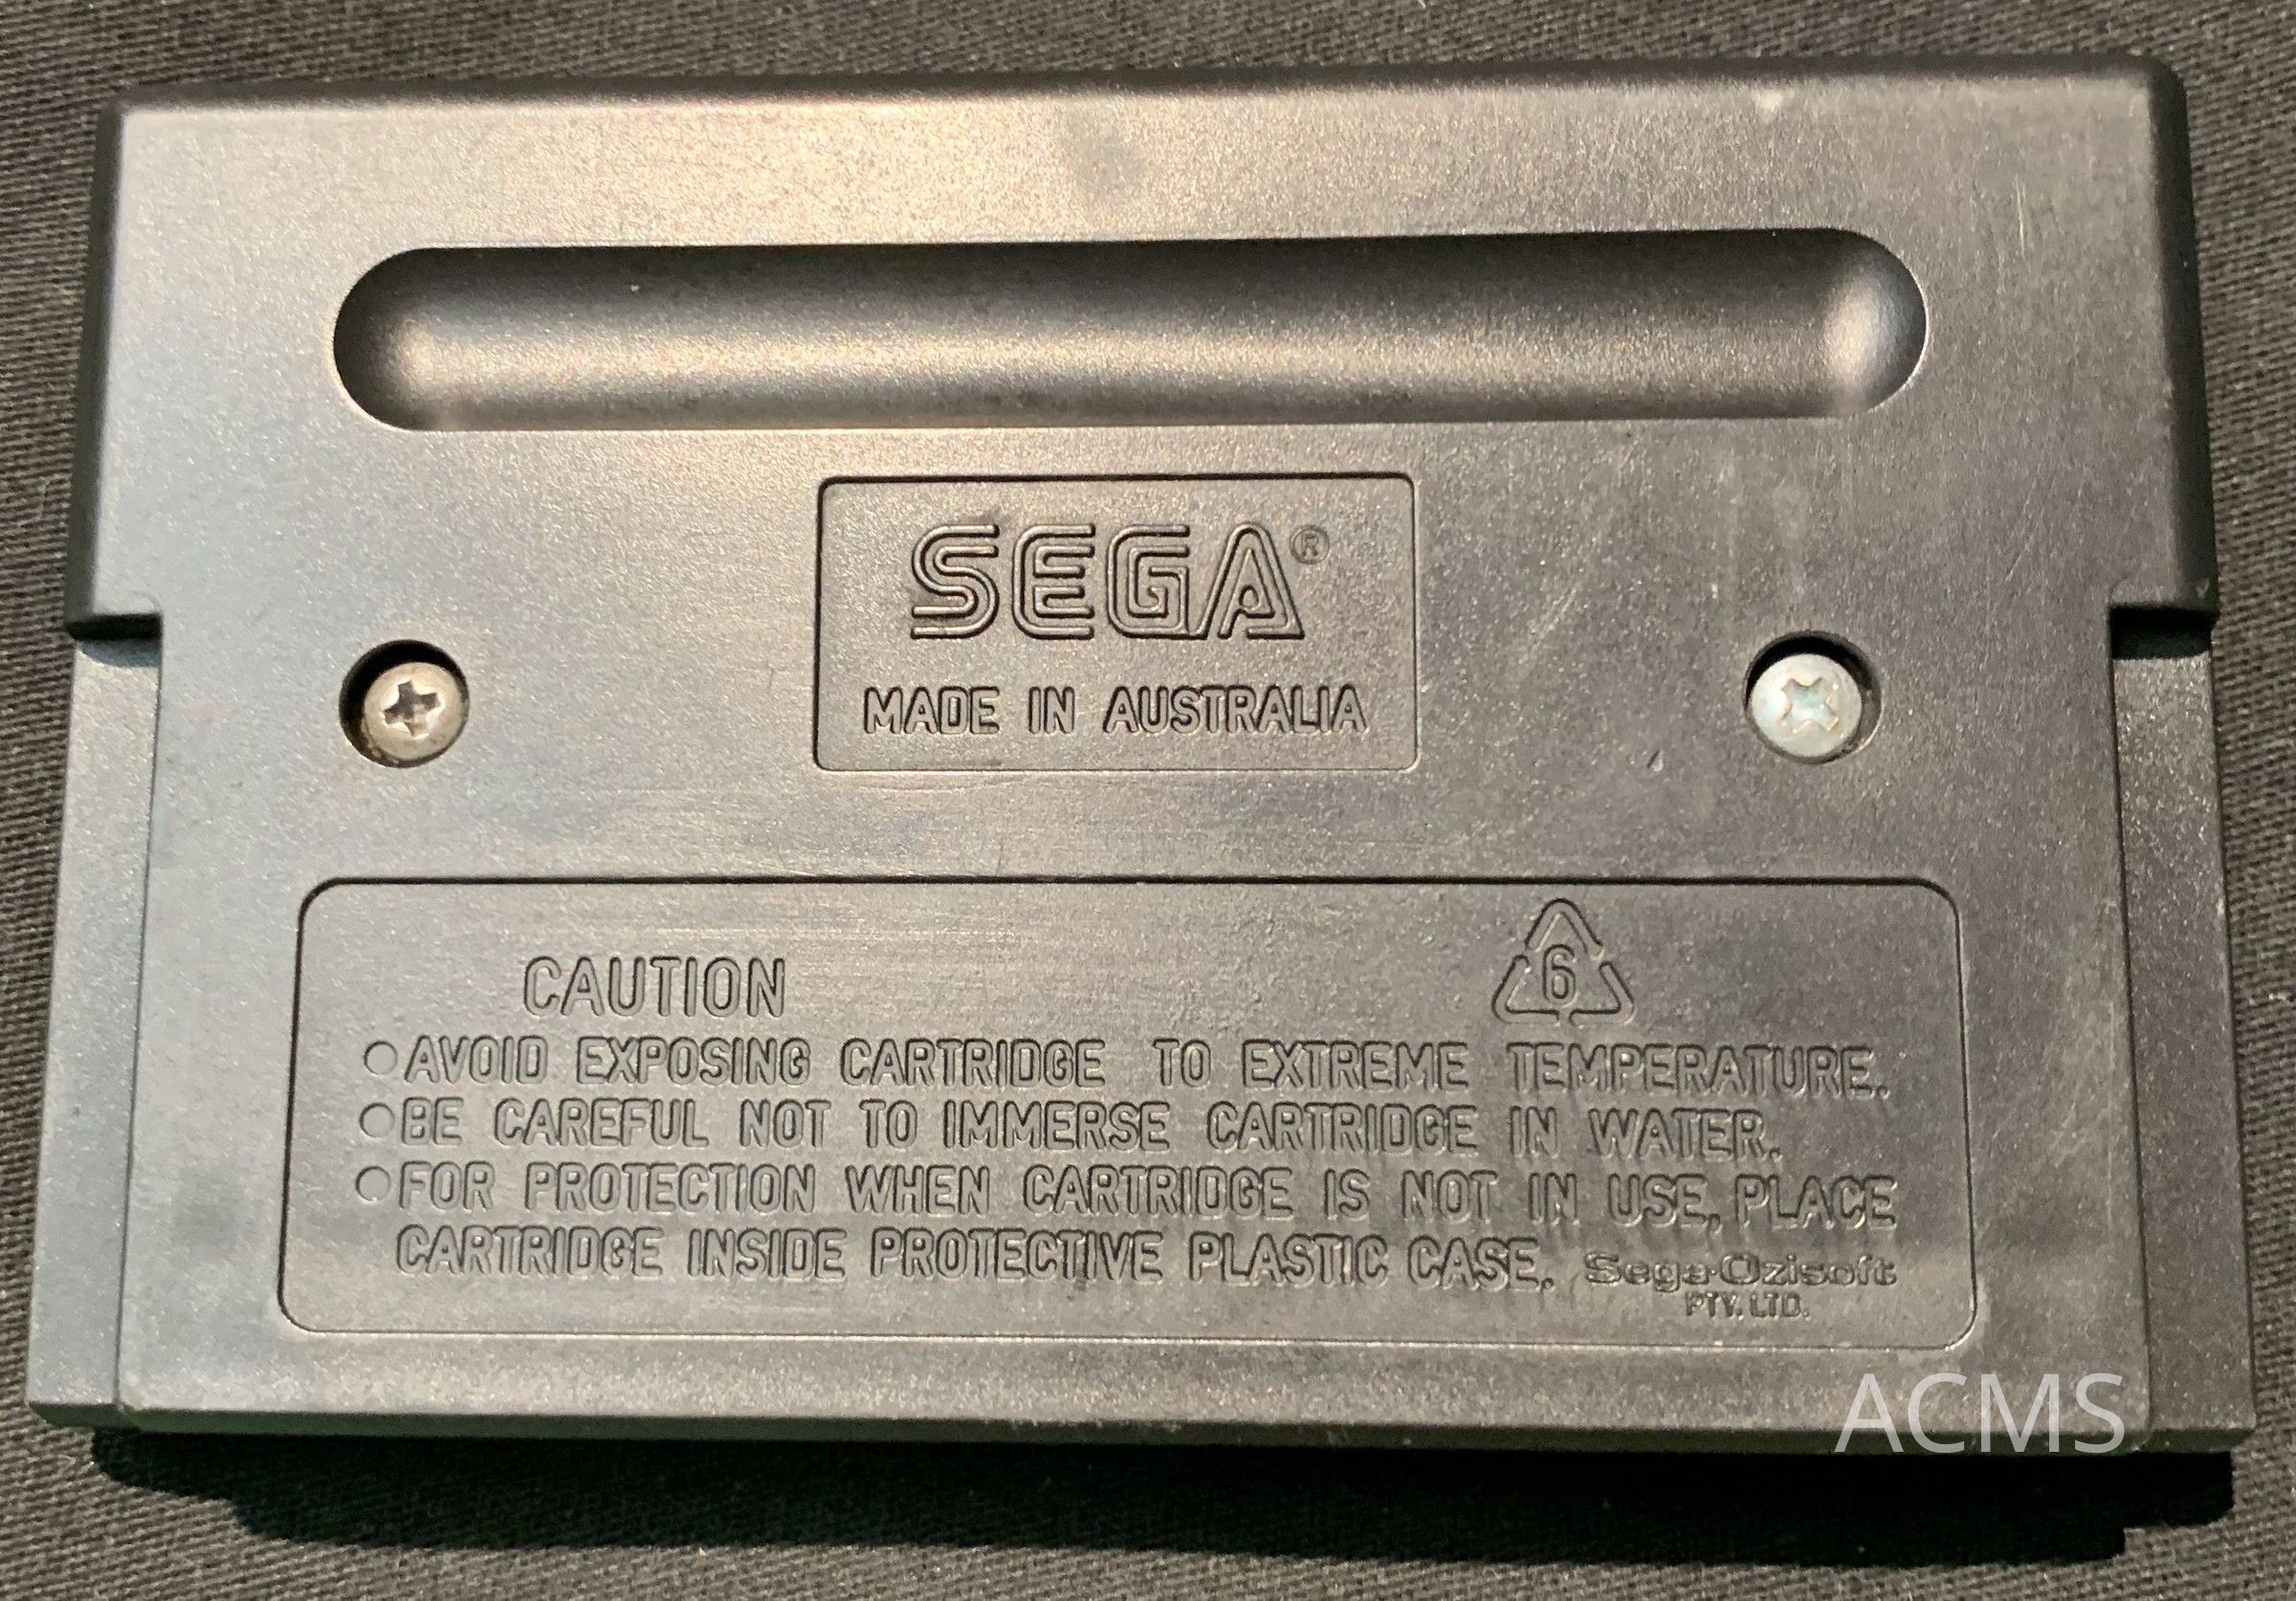 SEGA®
MADE IN AUSTRALIA
CAUTION
6
○AVOID EXPOSING CARTRIDGE TO EXTREME TEMPERATURE.
○BE CAREFUL NOT TO IMMERSE CARTRIDGE IN WATER.
○FOR PROTECTION WHEN CARTRIDGE IS NOT IN USE, PLACE
CARTRIDGE INSIDE PROTECTIVE PLASTIC CASE. Sega-Ozisoft
PTY. LTD.
ACMS